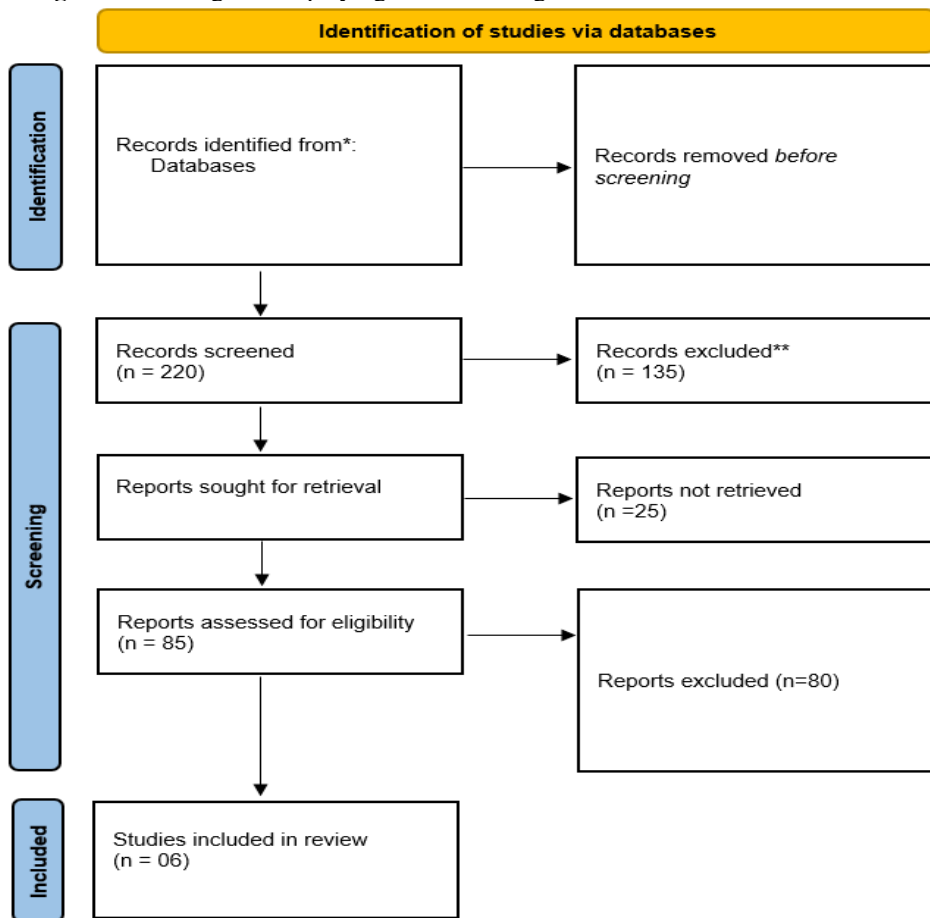 Identification of studies via databases
Identification
Records identified from*:
Databases
Records removed before
screening
Screening
Records screened
(n = 220)
Records excluded**
(n = 135)
Reports sought for retrieval
Reports not retrieved
(n =25)
Reports assessed for eligibility
(n = 85)
Reports excluded (n=80)
Included
Studies included in review
(n = 06)